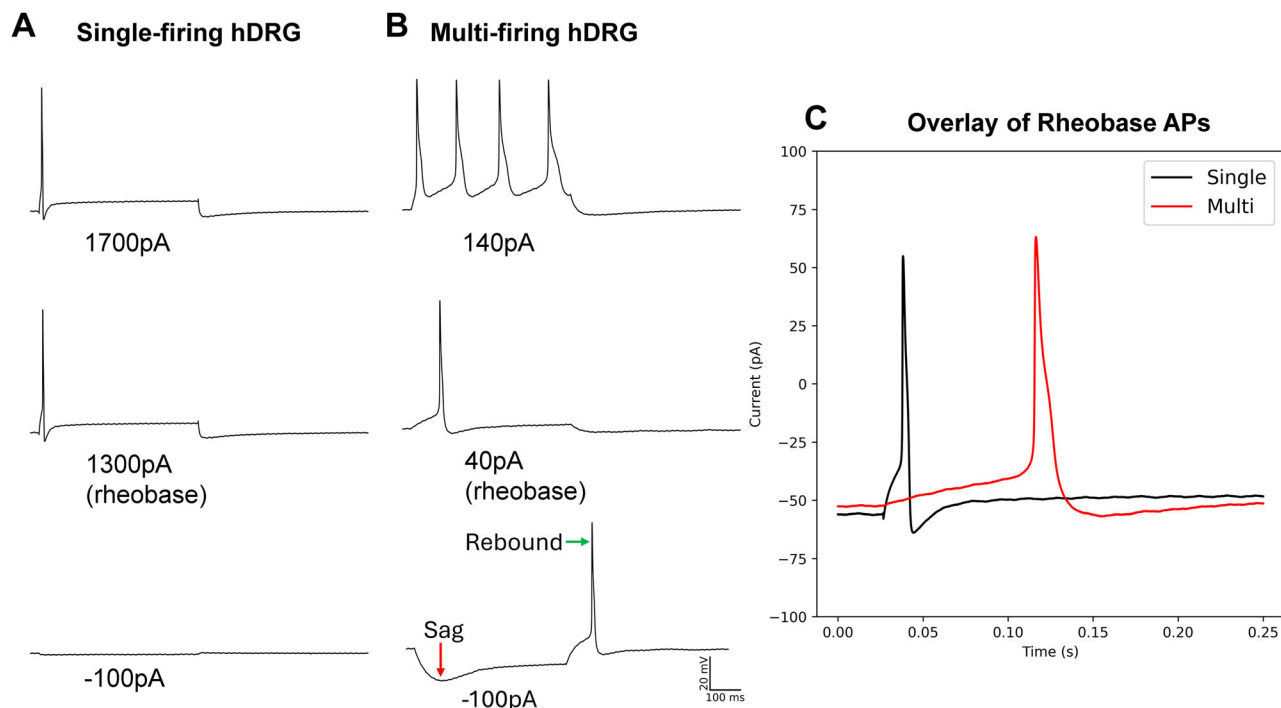 A
Single-firing hDRG
1700pA
1300pA
(rheobase)
-100pA
B
Multi-firing hDRG
140pA
40pA
(rheobase)
Rebound
Sag
-100pA
20 mV
100 ms
C
Overlay of Rheobase APs
Single
Multi
Current (pA)
100
75
50
25
0
−25
−50
−75
−100
0.00 0.05 0.10 0.15 0.20 0.25
Time (s)